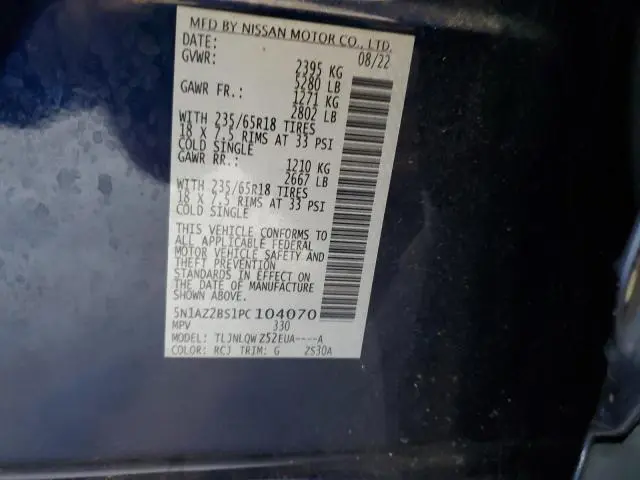 MFD BY NISSAN MOTOR CO., LTD.
DATE: 08/22
GVWR: 2395 KG
5280 LB
GAWR FR.: 1271 KG
2802 LB
WITH 235/65R18 TIRES
18 X 7.5 RIMS AT 33 PSI
COLD SINGLE
GAWR RR.: 1210 KG
2667 LB
WITH 235/65R18 TIRES
18 X 7.5 RIMS AT 33 PSI
COLD SINGLE
THIS VEHICLE CONFORMS TO
ALL APPLICABLE FEDERAL
MOTOR VEHICLE SAFETY AND
THEFT PREVENTION
STANDARDS IN EFFECT ON
THE DATE OF MANUFACTURE
SHOWN ABOVE.
5N1AZ2BS1PC104070
MPV 330
MODEL: TLJNLQW Z52EUA----A
COLOR: RCJ TRIM: G 2S30A